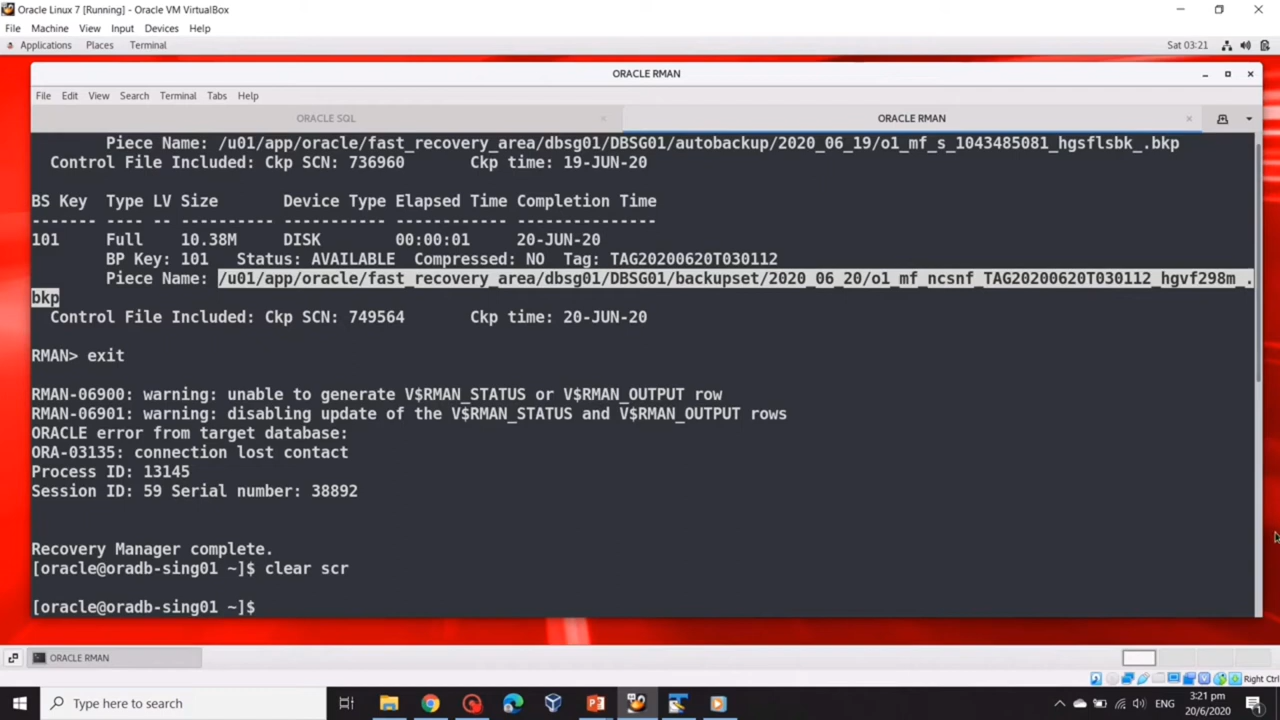 Oracle Linux 7 [Running] - Oracle VM VirtualBox
File Machine View Input Devices Help
Applications Places Terminal Sat 03:21
ORACLE RMAN
File Edit View Search Terminal Tabs Help
ORACLE SQL ORACLE RMAN
Piece Name: /u01/app/oracle/fast_recovery_area/dbsg01/DBSG01/autobackup/2020_06_19/o1_mf_s_1043485081_hgsflsbk_.bkp
Control File Included: Ckp SCN: 736960 Ckp time: 19-JUN-20
BS Key Type LV Size Device Type Elapsed Time Completion Time
------- ---- -- ---------- ----------- ------------ ---------------
101 Full 10.38M DISK 00:00:01 20-JUN-20
BP Key: 101 Status: AVAILABLE Compressed: NO Tag: TAG20200620T030112
Piece Name: /u01/app/oracle/fast_recovery_area/dbsg01/DBSG01/backupset/2020_06_20/o1_mf_ncsnf_TAG20200620T030112_hgvf298m_.
bkp
Control File Included: Ckp SCN: 749564 Ckp time: 20-JUN-20
RMAN> exit
RMAN-06900: warning: unable to generate V$RMAN_STATUS or V$RMAN_OUTPUT row
RMAN-06901: warning: disabling update of the V$RMAN_STATUS and V$RMAN_OUTPUT rows
ORACLE error from target database:
ORA-03135: connection lost contact
Process ID: 13145
Session ID: 59 Serial number: 38892
Recovery Manager complete.
[oracle@oradb-sing01 ~]$ clear scr
[oracle@oradb-sing01 ~]$
ORACLE RMAN
Right Ctrl
Type here to search
ENG
3:21 pm
20/6/2020
1